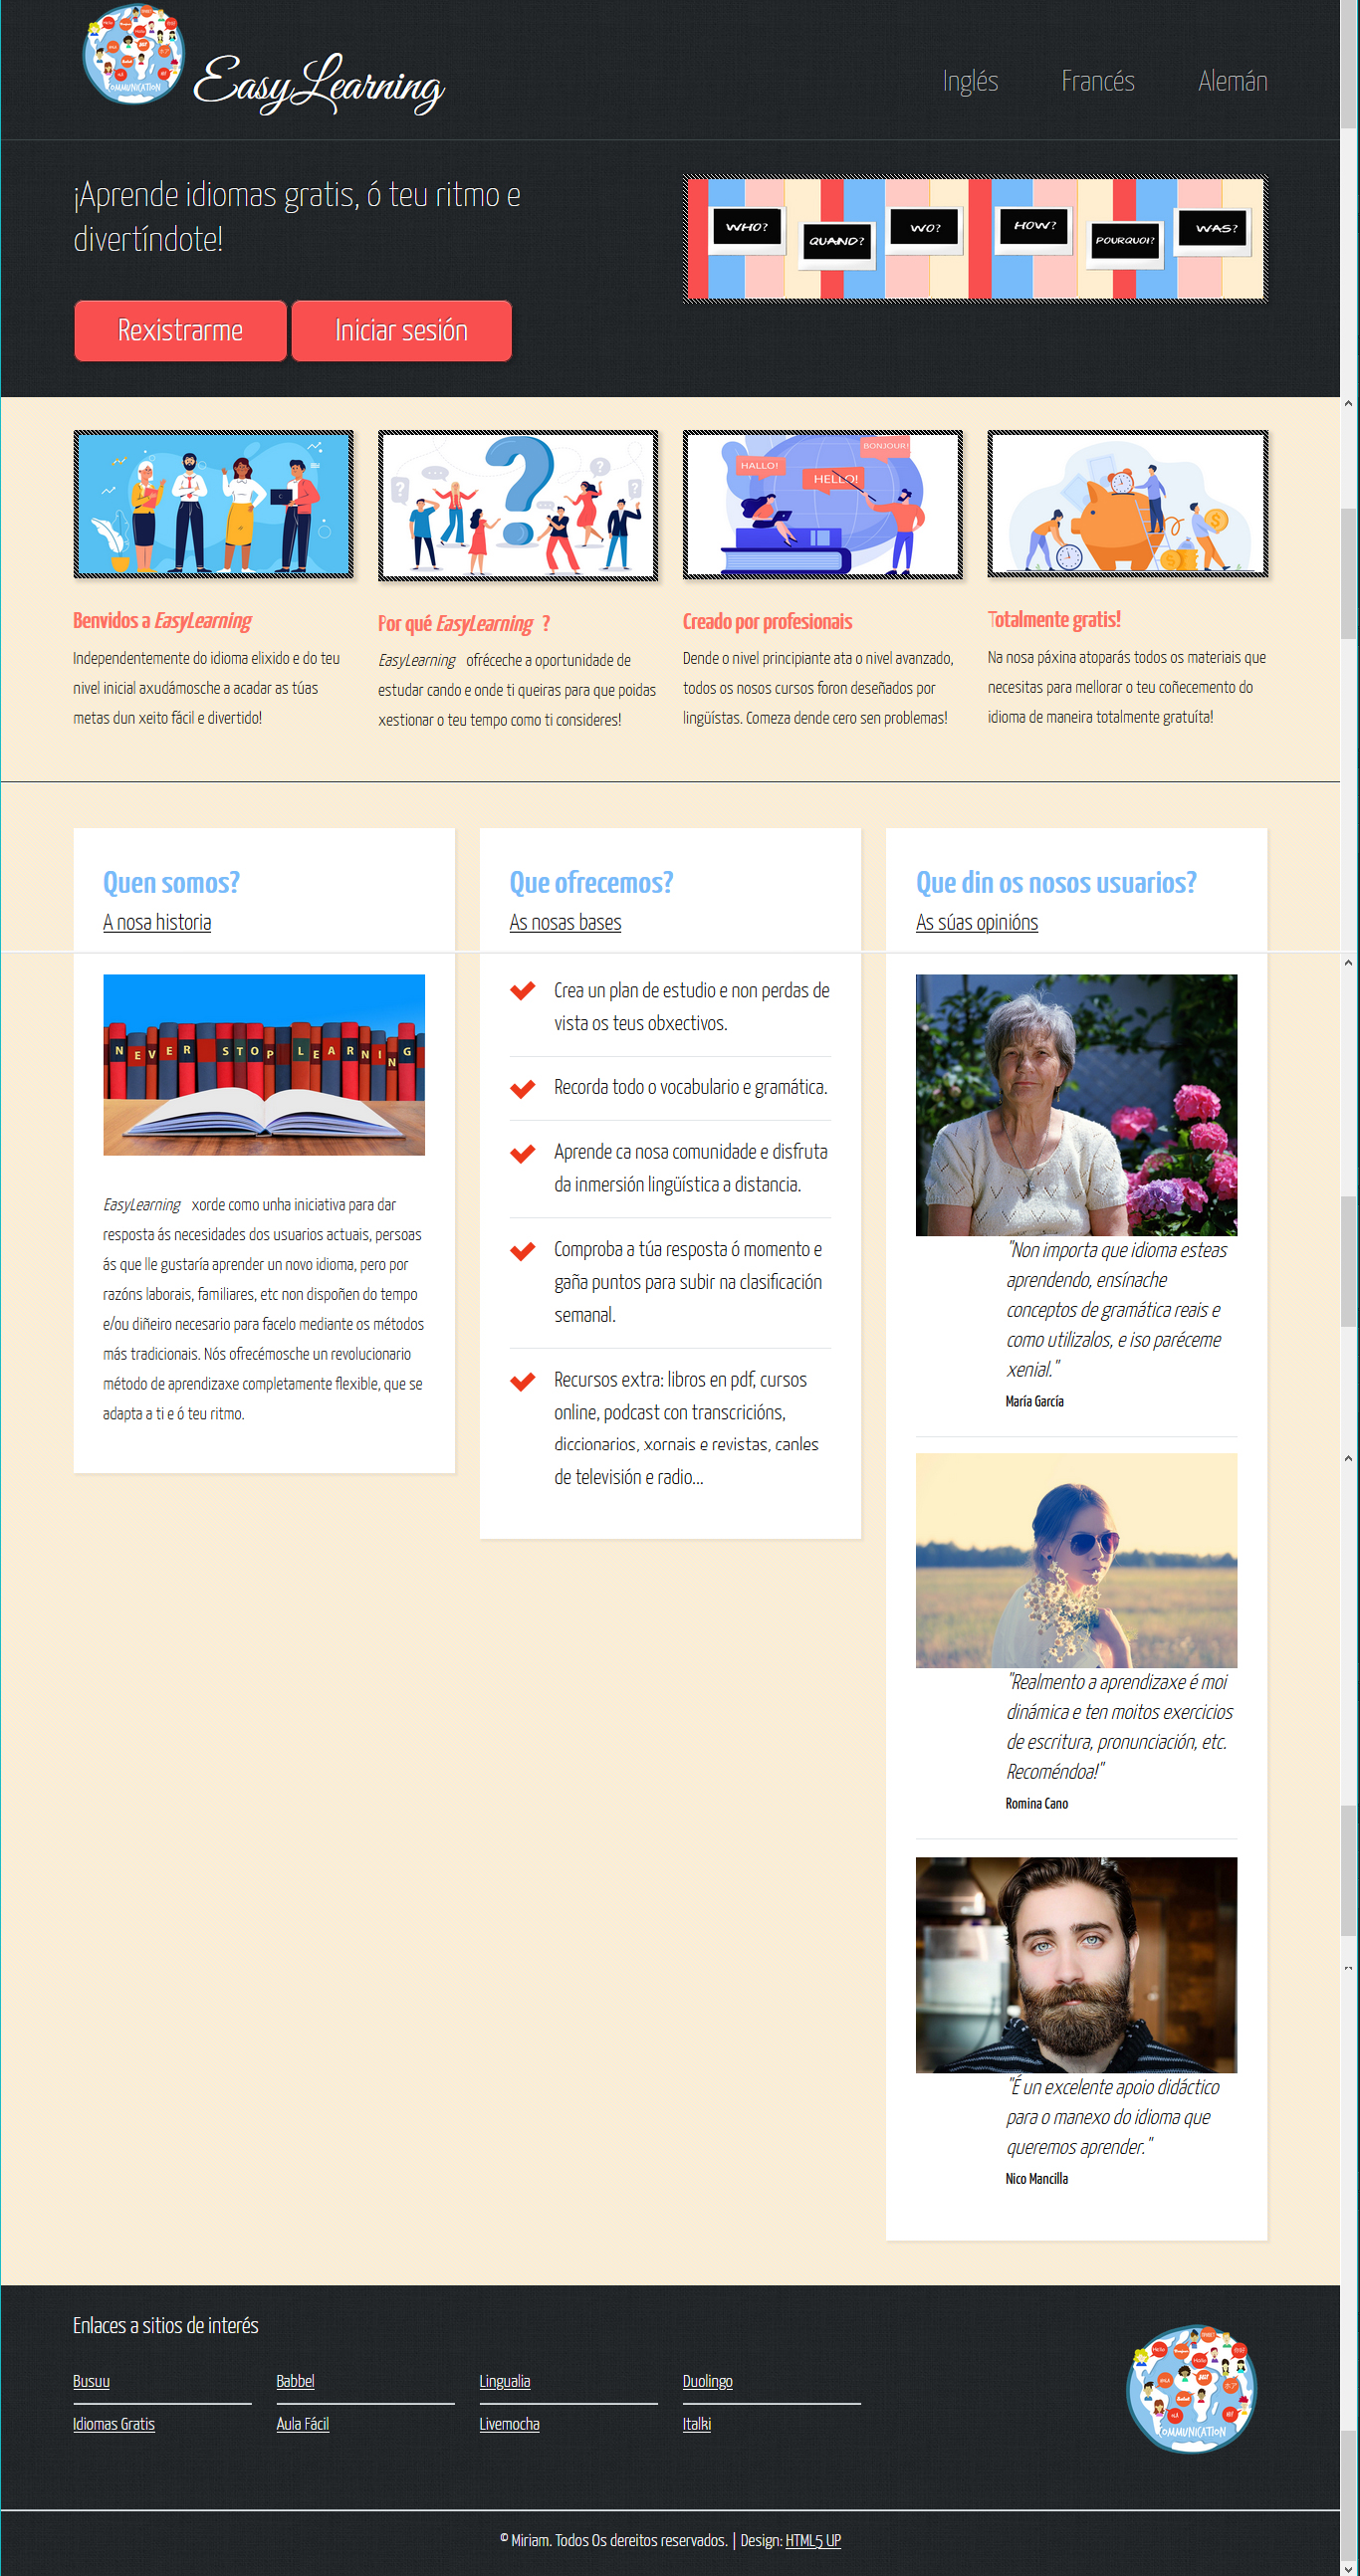 COMMUNICATION
EasyLearning
Inglés
Francés
Alemán
¡Aprende idiomas gratis, ó teu ritmo e
divertíndote!
WHO?
QUAND?
WO?
HOW?
POURQUOI?
WAS?
Rexistrarme
Iniciar sesión
HALLO!
HELLO!
BONJOUR!
Benvidos a EasyLearning
Independentemente do idioma elixido e do teu
nivel inicial axudámosche a acadar as túas
metas dun xeito fácil e divertido!
Por qué EasyLearning ?
EasyLearning ofréceche a oportunidade de
estudar cando e onde ti queiras para que poidas
xestionar o teu tempo como ti consideres!
Creado por profesionais
Dende o nivel principiante ata o nivel avanzado,
todos os nosos cursos foron deseñados por
lingüístas. Comeza dende cero sen problemas!
Totalmente gratis!
Na nosa páxina atoparás todos os materiais que
necesitas para mellorar o teu coñecemento do
idioma de maneira totalmente gratuíta!
Quen somos?
A nosa historia
NEVER STOP LEARNING
EasyLearning xorde como unha iniciativa para dar
resposta ás necesidades dos usuarios actuais, persoas
ás que lle gustaría aprender un novo idioma, pero por
razóns laborais, familiares, etc non dispoñen do tempo
e/ou diñeiro necesario para facelo mediante os métodos
más tradicionais. Nós ofrecémosche un revolucionario
método de aprendizaxe completamente flexible, que se
adapta a ti e ó teu ritmo.
Que ofrecemos?
As nosas bases
Crea un plan de estudio e non perdas de
vista os teus obxectivos.
Recorda todo o vocabulario e gramática.
Aprende ca nosa comunidade e disfruta
da inmersión lingüística a distancia.
Comproba a túa resposta ó momento e
gaña puntos para subir na clasificación
semanal.
Recursos extra: libros en pdf, cursos
online, podcast con transcricións,
diccionarios, xornais e revistas, canles
de televisión e radio...
Que din os nosos usuarios?
As súas opinións
"Non importa que idioma esteas
aprendendo, ensínache
conceptos de gramática reais e
como utilizalos, e iso paréceme
xenial."
María García
"Realmento a aprendizaxe é moi
dinámica e ten moitos exercicios
de escritura, pronunciación, etc.
Recoméndoa!"
Romina Cano
"É un excelente apoio didáctico
para o manexo do idioma que
queremos aprender."
Nico Mancilla
Enlaces a sitios de interés
Busuu
Babbel
Lingualia
Duolingo
Idiomas Gratis
Aula Fácil
Livemocha
Italki
COMMUNICATION
© Miriam. Todos Os dereitos reservados. | Design: HTML5 UP